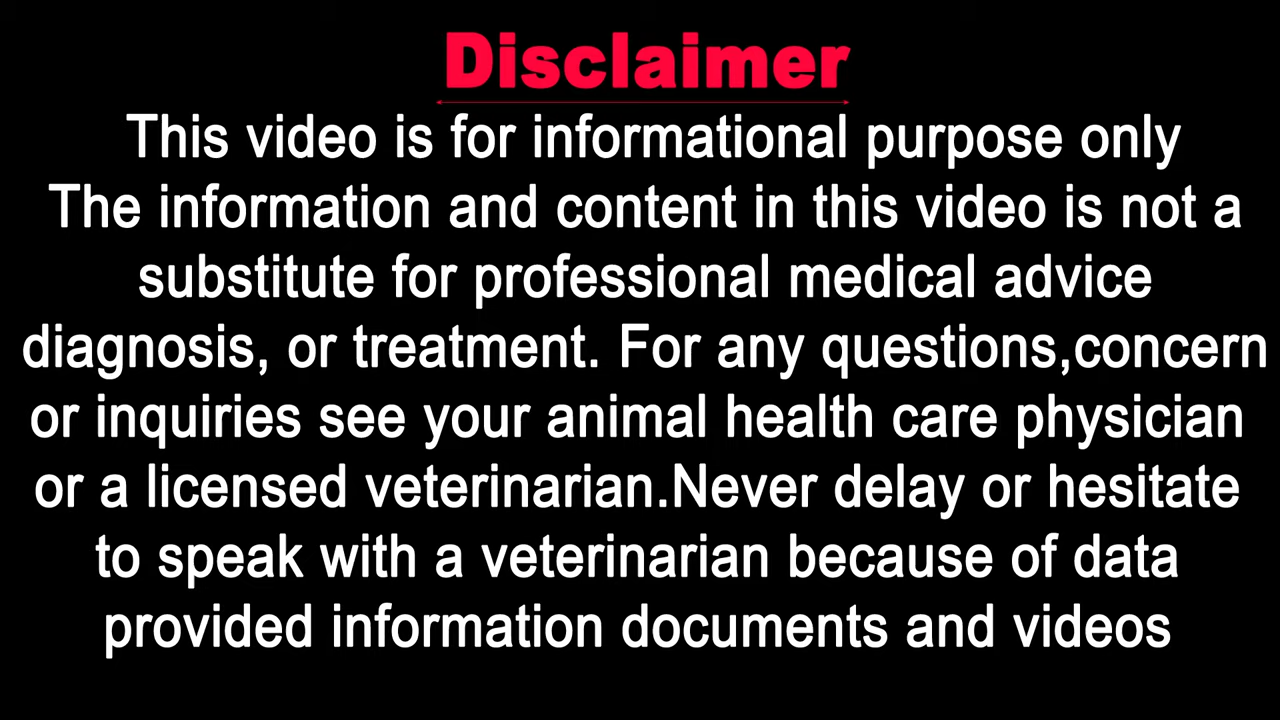 Disclaimer
This video is for informational purpose only
The information and content in this video is not a
substitute for professional medical advice
diagnosis, or treatment. For any questions,concern
or inquiries see your animal health care physician
or a licensed veterinarian.Never delay or hesitate
to speak with a veterinarian because of data
provided information documents and videos